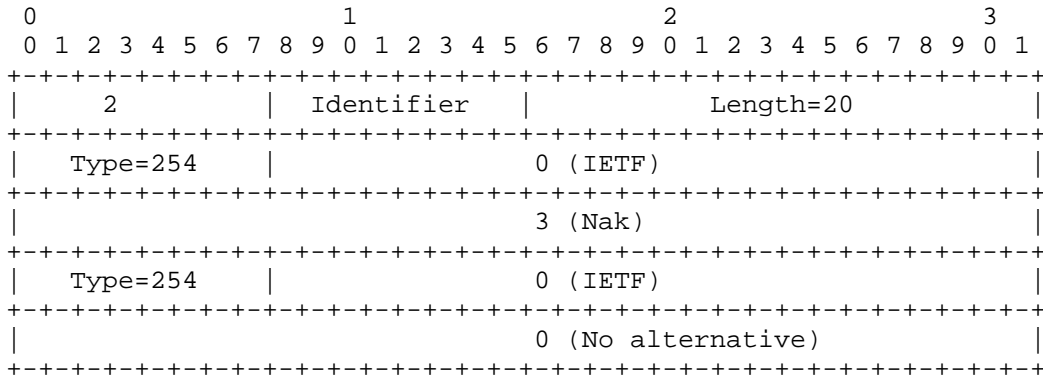 0                   1                   2                   3
 0 1 2 3 4 5 6 7 8 9 0 1 2 3 4 5 6 7 8 9 0 1 2 3 4 5 6 7 8 9 0 1
+-+-+-+-+-+-+-+-+-+-+-+-+-+-+-+-+-+-+-+-+-+-+-+-+-+-+-+-+-+-+-+-+
|     2         |  Identifier   |           Length=20           |
+-+-+-+-+-+-+-+-+-+-+-+-+-+-+-+-+-+-+-+-+-+-+-+-+-+-+-+-+-+-+-+-+
|   Type=254    |                0 (IETF)                       |
+-+-+-+-+-+-+-+-+-+-+-+-+-+-+-+-+-+-+-+-+-+-+-+-+-+-+-+-+-+-+-+-+
|                                3 (Nak)                        |
+-+-+-+-+-+-+-+-+-+-+-+-+-+-+-+-+-+-+-+-+-+-+-+-+-+-+-+-+-+-+-+-+
|   Type=254    |                0 (IETF)                       |
+-+-+-+-+-+-+-+-+-+-+-+-+-+-+-+-+-+-+-+-+-+-+-+-+-+-+-+-+-+-+-+-+
|                                0 (No alternative)             |
+-+-+-+-+-+-+-+-+-+-+-+-+-+-+-+-+-+-+-+-+-+-+-+-+-+-+-+-+-+-+-+-+